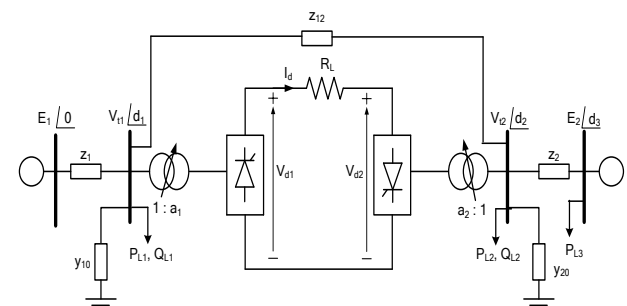 z12
Id
RL
E1 /0
Vt1 /d1
Vt2 /d2
E2 /d3
+
+
z1
Vd1
Vd2
z2
1 : a1
a2 : 1
−
−
y10
PL1, QL1
PL2, QL2
y20
PL3